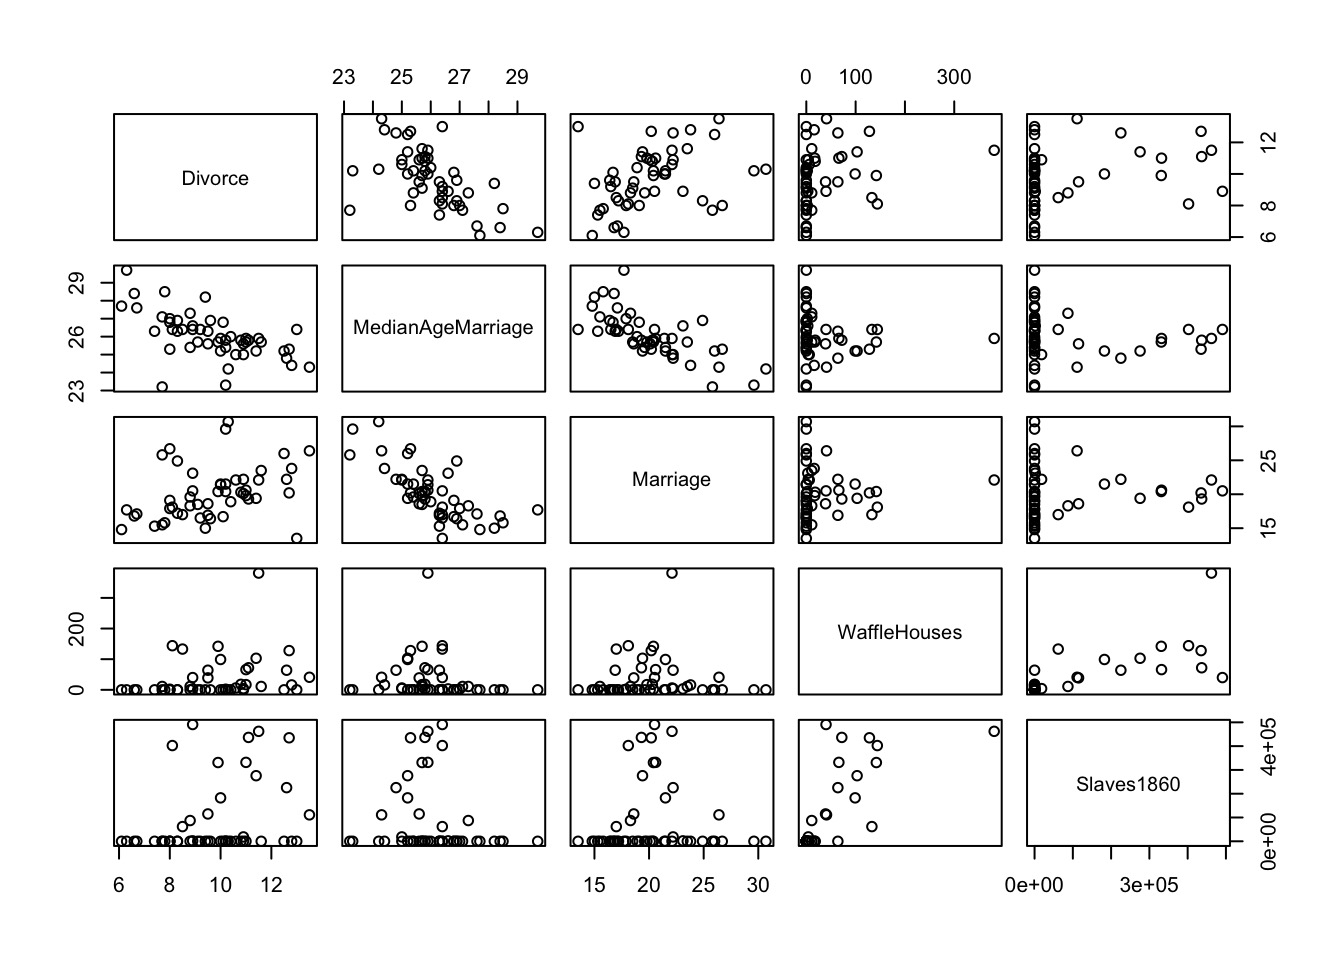 23 25 27 29
0 100 300
Divorce
6 8 12
23 26 29
MedianAgeMarriage
Marriage
15 25
0 200
WaffleHouses
Slaves1860
0e+00 4e+05
6 8 10 12
15 20 25 30
0e+00 3e+05